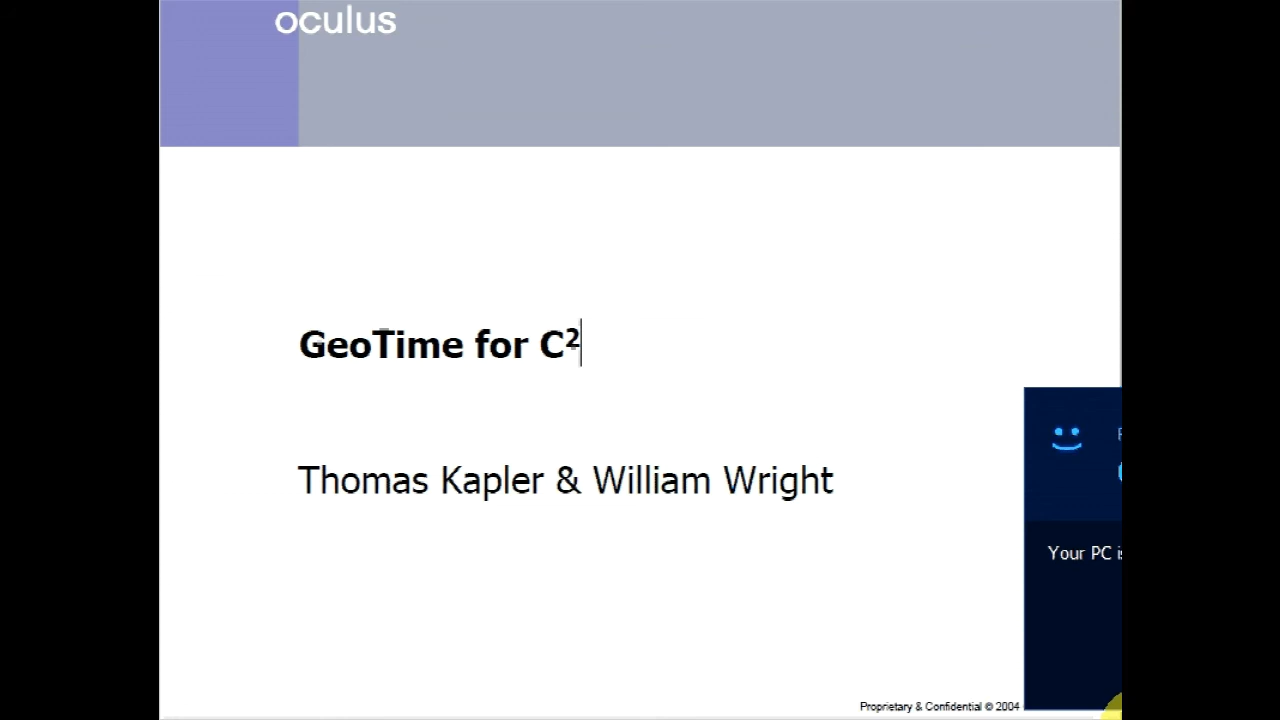 oculus
GeoTime for C²
Thomas Kapler & William Wright
Your PC
Proprietary & Confidential © 2004